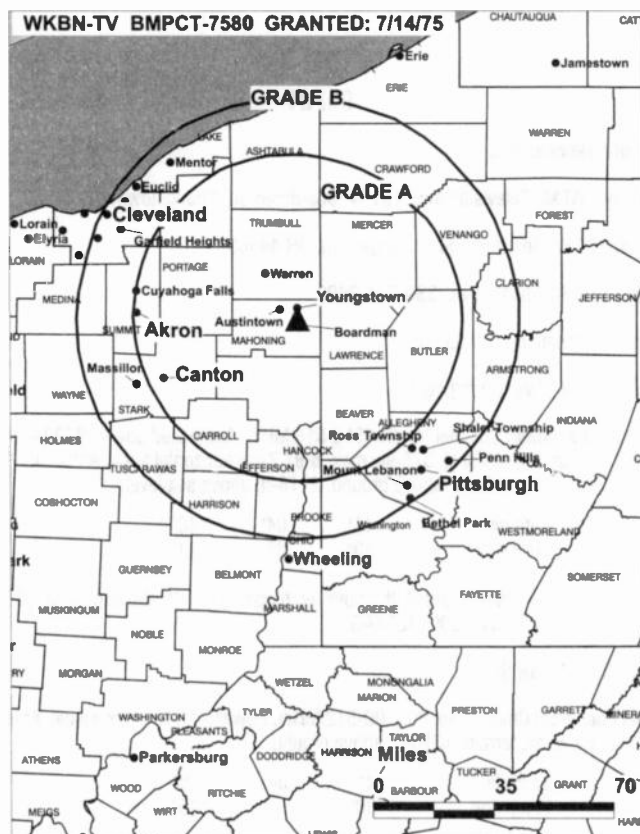 WKBN-TV BMPCT-7580 GRANTED: 7/14/75
CHAUTAUQUA
CATT
Erie
Jamestown
ERIE
GRADE B
WARREN
LAKE
ASHTABULA
Mentor
CRAWFORD
Euclid
GRADE A
Cleveland
Lorain
FOREST
TRUMBULL
MERCER
VENANGO
Elyria
Garfield Heights
LORAIN
PORTAGE
Warren
CLARION
JEFFERSON
MEDINA
Cuyahoga Falls
Youngstown
SUMMIT
Akron
Austintown
Boardman
MAHONING
LAWRENCE
BUTLER
ARMSTRONG
Massillon
Canton
WAYNE
STARK
BEAVER
ALLEGHENY
INDIANA
HOLMES
CARROLL
Ross Township
Shaler Township
HANCOCK
Penn Hills
TUSCARAWAS
JEFFERSON
Mount Lebanon
Pittsburgh
COSHOCTON
HARRISON
BROOKE
Washington
Bethel Park
WESTMORELAND
OHIO
Wheeling
GUERNSEY
BELMONT
SOMERSET
MARSHALL
GREENE
FAYETTE
MUSKINGUM
NOBLE
MONROE
MORGAN
WETZEL
MONONGALIA
MARION
WASHINGTON
TYLER
PRESTON
GARRETT
PLEASANTS
TAYLOR
DODDRIDGE
HARRISON
Miles
ATHENS
Parkersburg
TUCKER
WOOD
RITCHIE
BARBOUR
GRANT
0 35 70
MEIGS
WIRT